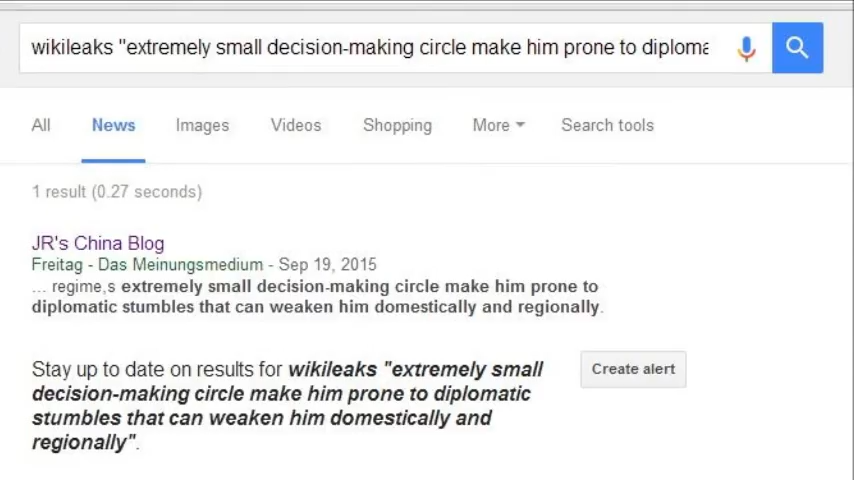 wikileaks "extremely small decision-making circle make him prone to diploma
All News Images Videos Shopping More Search tools
1 result (0.27 seconds)
JR's China Blog
Freitag - Das Meinungsmedium - Sep 19, 2015
... regime,s extremely small decision-making circle make him prone to
diplomatic stumbles that can weaken him domestically and regionally.
Stay up to date on results for wikileaks "extremely small
decision-making circle make him prone to diplomatic
stumbles that can weaken him domestically and
regionally".
Create alert